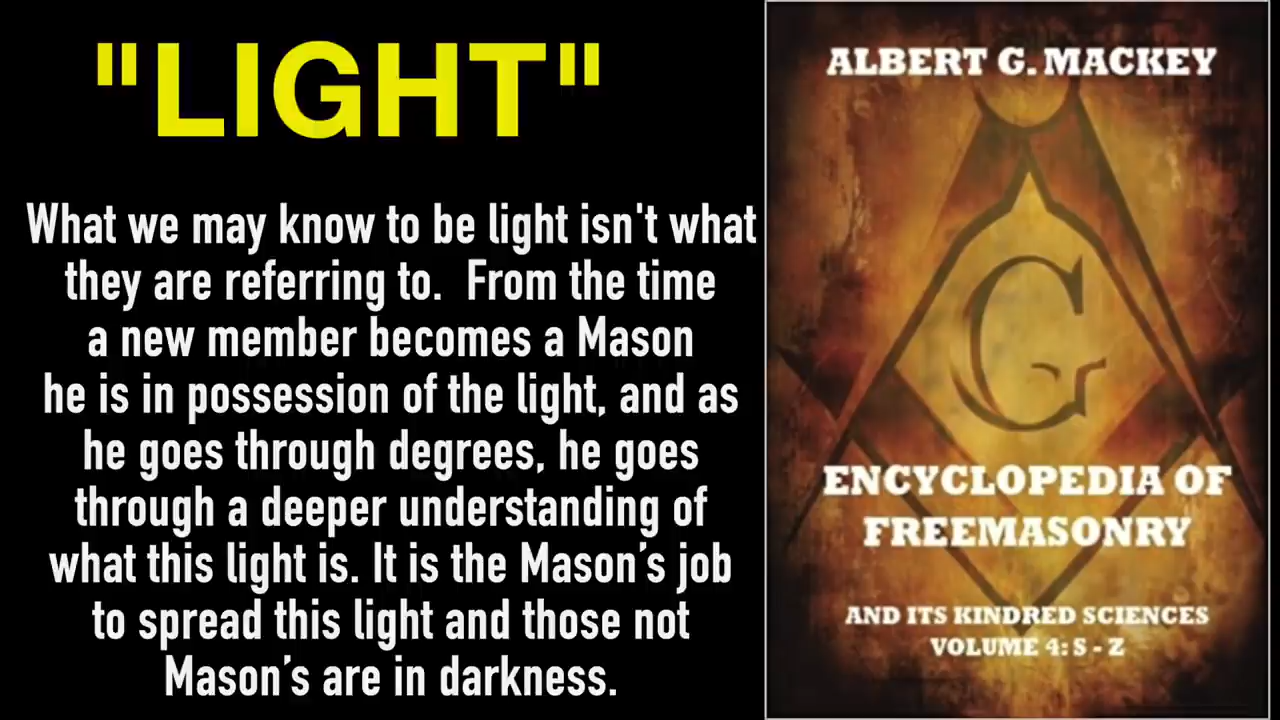 "LIGHT"
What we may know to be light isn't what
they are referring to.  From the time
a new member becomes a Mason
he is in possession of the light, and as
he goes through degrees, he goes
through a deeper understanding of
what this light is. It is the Mason’s job
to spread this light and those not
Mason’s are in darkness.
ALBERT G. MACKEY
G
ENCYCLOPEDIA OF
FREEMASONRY
AND ITS KINDRED SCIENCES
VOLUME 4: S - Z